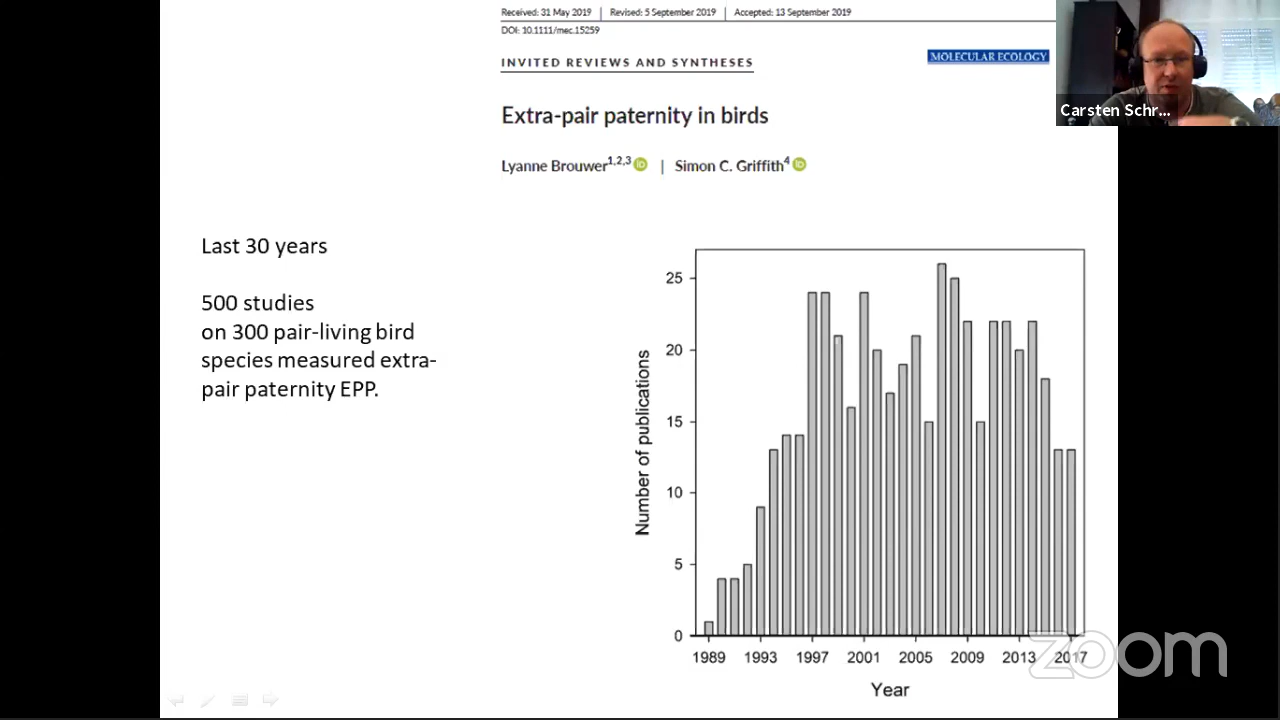 Received: 31 May 2019 | Revised: 5 September 2019 | Accepted: 13 September 2019
DOI: 10.1111/mec.15259
INVITED REVIEWS AND SYNTHESES
MOLECULAR ECOLOGY
Carsten Schr...
Extra-pair paternity in birds
Lyanne Brouwer1,2,3 iD | Simon C. Griffith4 iD
Last 30 years
500 studies
on 300 pair-living bird
species measured extra-
pair paternity EPP.
Number of publications
25
20
15
10
5
0
1989 1993 1997 2001 2005 2009 2013 2017
Year
zoom